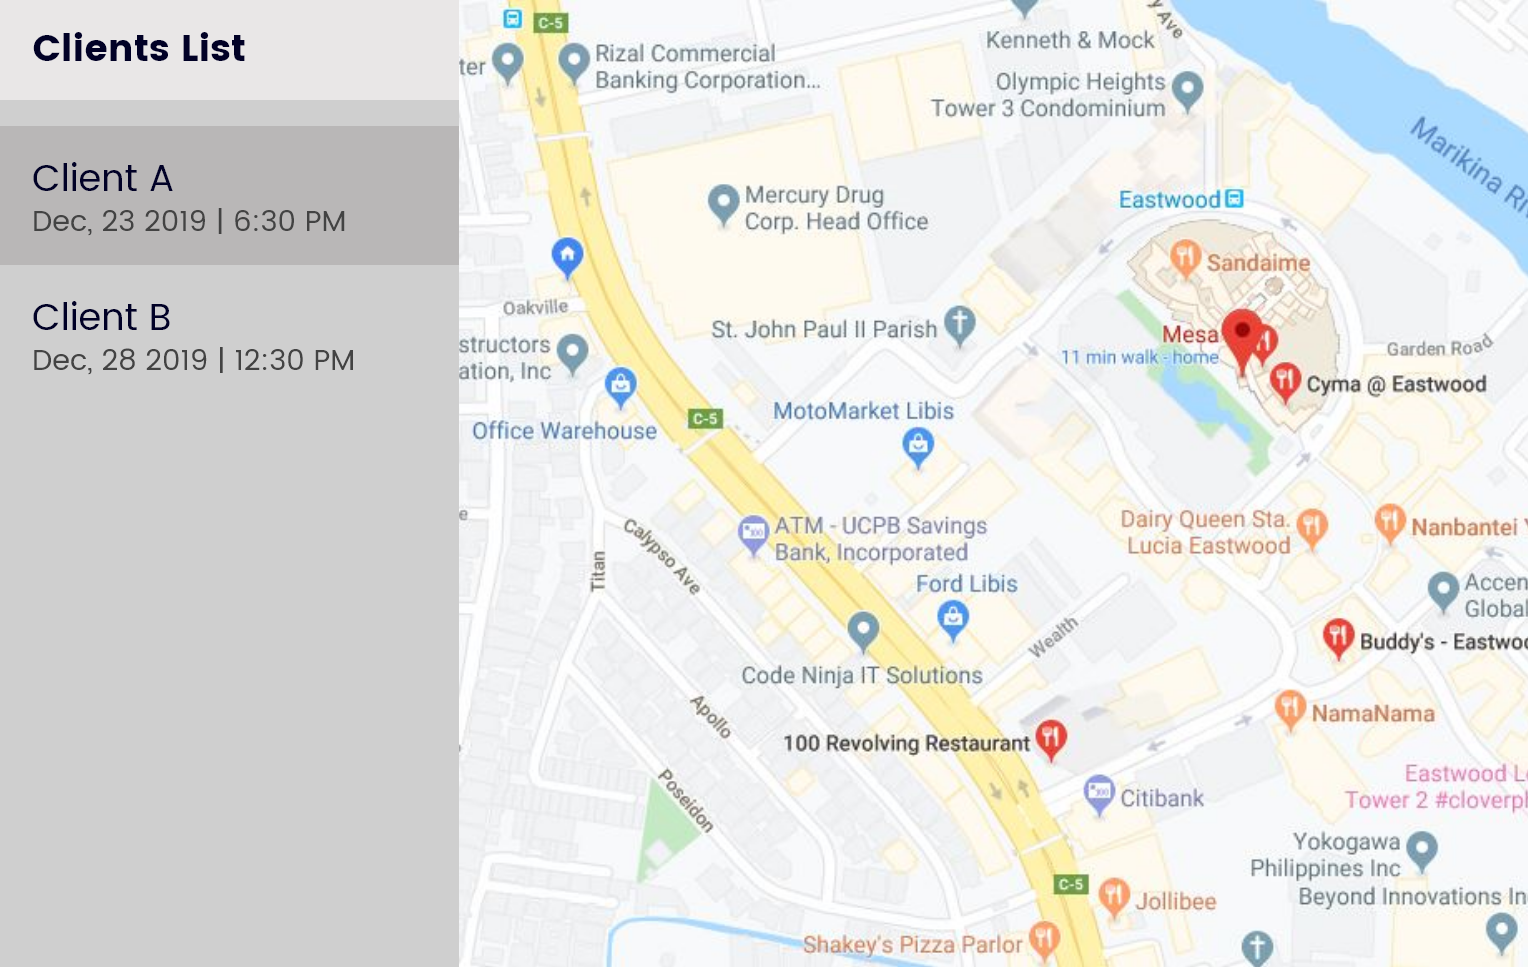 Clients List
Client A
Dec, 23 2019 | 6:30 PM
Client B
Dec, 28 2019 | 12:30 PM
C-5
ter
Rizal Commercial
Banking Corporation...
Kenneth & Mock
y Ave
Olympic Heights
Tower 3 Condominium
Marikina Ri
Mercury Drug
Corp. Head Office
Eastwood
Sandaime
Oakville
St. John Paul II Parish
Mesa
11 min walk - home
Garden Road
structors
ation, Inc
Cyma @ Eastwood
C-5
MotoMarket Libis
Office Warehouse
e
ATM - UCPB Savings
Bank, Incorporated
Dairy Queen Sta.
Lucia Eastwood
Nanbantei
Calypso Ave
Titan
Ford Libis
Accen
Global
Wealth
Buddy's - Eastwoo
Code Ninja IT Solutions
Apollo
100 Revolving Restaurant
NamaNama
Poseidon
Citibank
Eastwood L
Tower 2 #cloverpl
Yokogawa
Philippines Inc
Beyond Innovations In
C-5
Jollibee
Shakey's Pizza Parlor